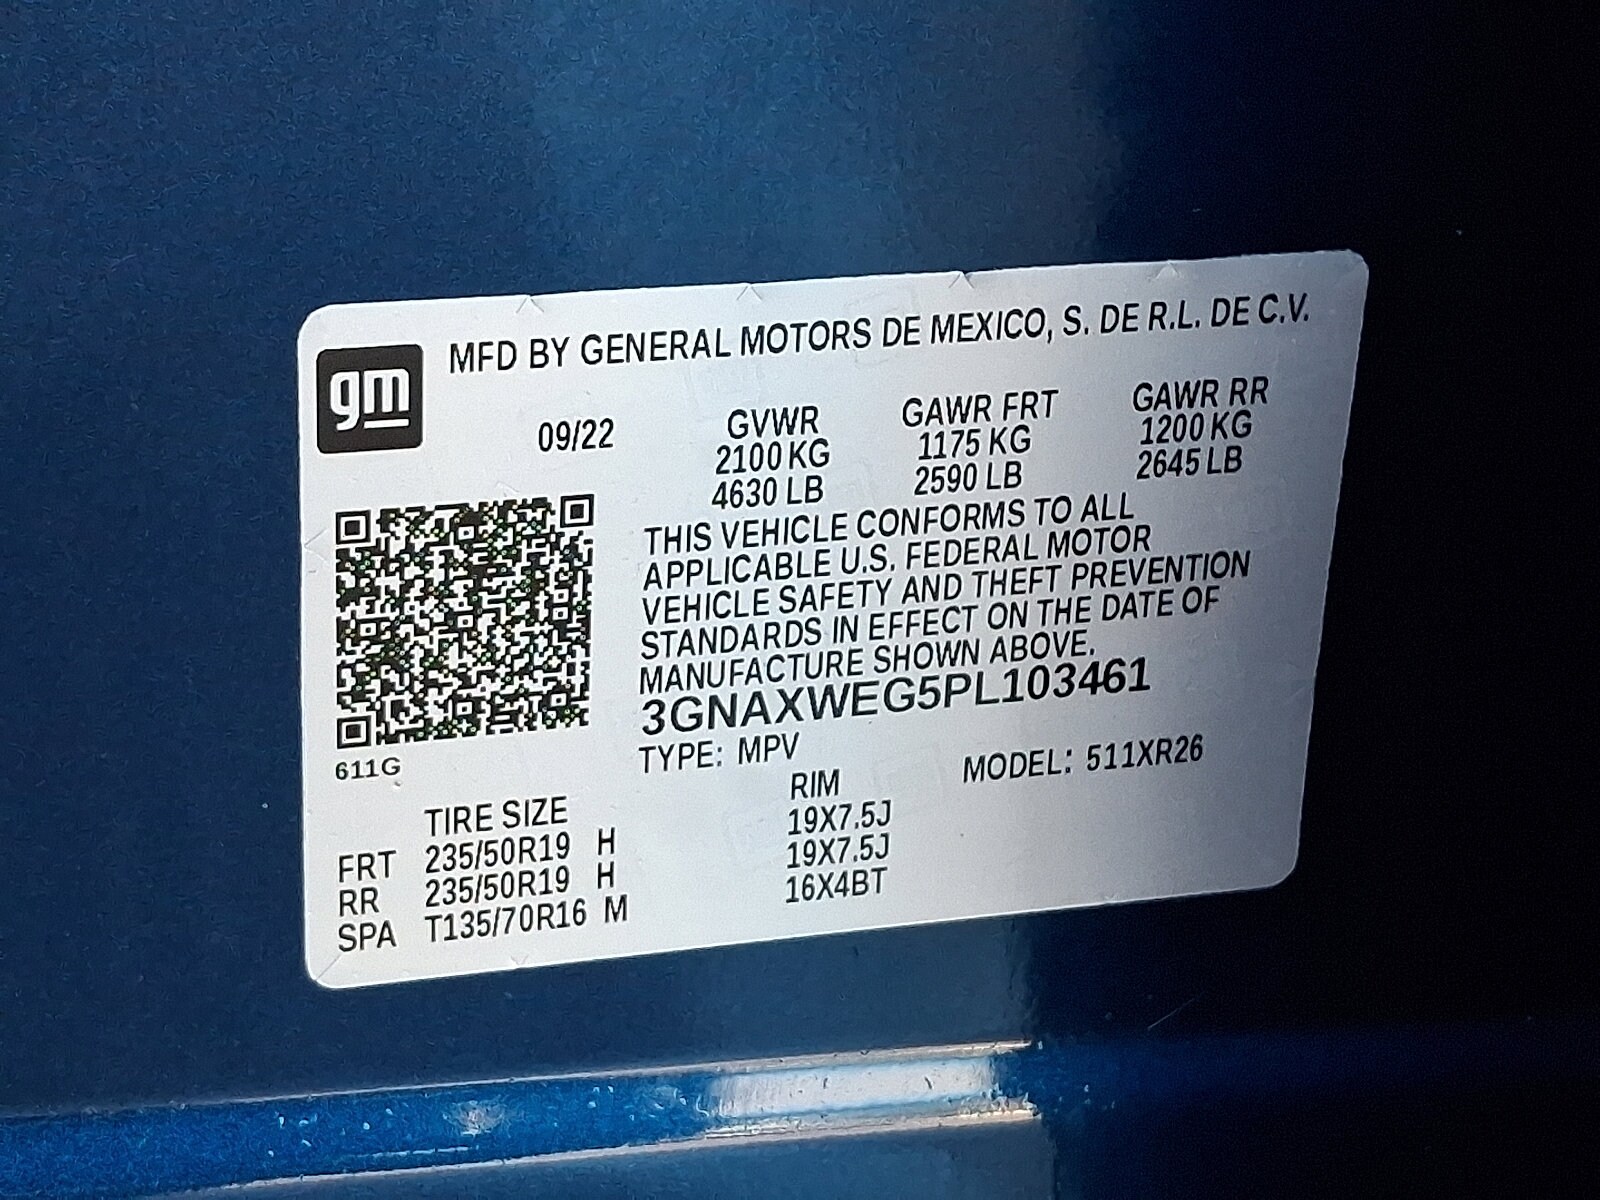 gm
MFD BY GENERAL MOTORS DE MEXICO, S. DE R.L. DE C.V.
09/22 GVWR GAWR FRT GAWR RR
2100 KG 1175 KG 1200 KG
4630 LB 2590 LB 2645 LB
THIS VEHICLE CONFORMS TO ALL
APPLICABLE U.S. FEDERAL MOTOR
VEHICLE SAFETY AND THEFT PREVENTION
STANDARDS IN EFFECT ON THE DATE OF
MANUFACTURE SHOWN ABOVE.
3GNAXWEG5PL103461
611G
TYPE: MPV MODEL: 511XR26
TIRE SIZE RIM
FRT 235/50R19 H 19X7.5J
RR 235/50R19 H 19X7.5J
SPA T135/70R16 M 16X4BT